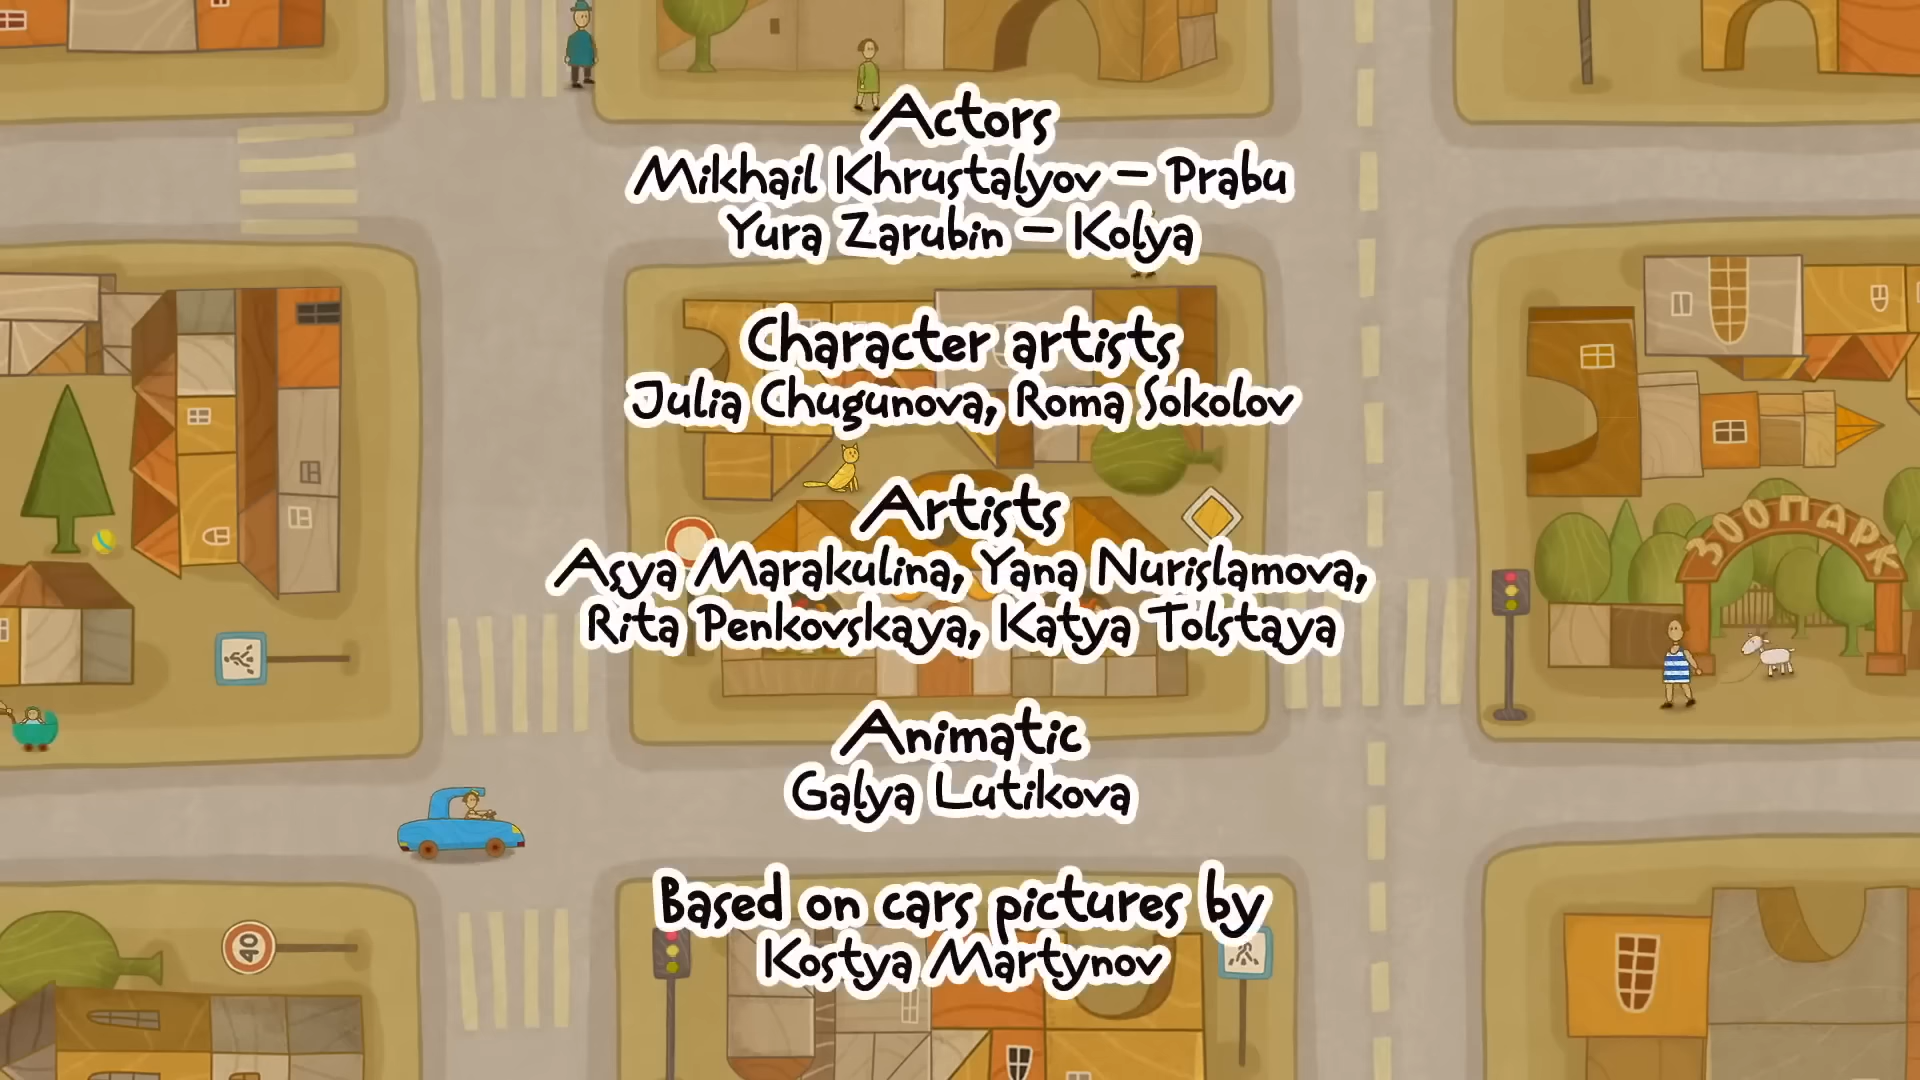 Actors
Mikhail Khrustalyov – Prabu
Yura Zarubin – Kolya
Character artists
Julia Chugunova, Roma Sokolov
Artists
Asya Marakulina, Yana Nurislamova,
Rita Penkovskaya, Katya Tolstaya
ЗООПАРК
Animatic
Galya Lutikova
Based on cars pictures by
Kostya Martynov
40